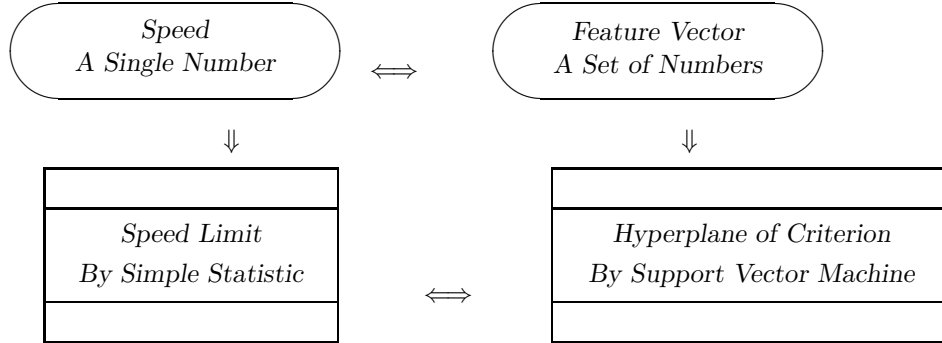 Speed
A Single Number
⟺
Feature Vector
A Set of Numbers
⇓
⇓
Speed Limit
By Simple Statistic
⟺
Hyperplane of Criterion
By Support Vector Machine